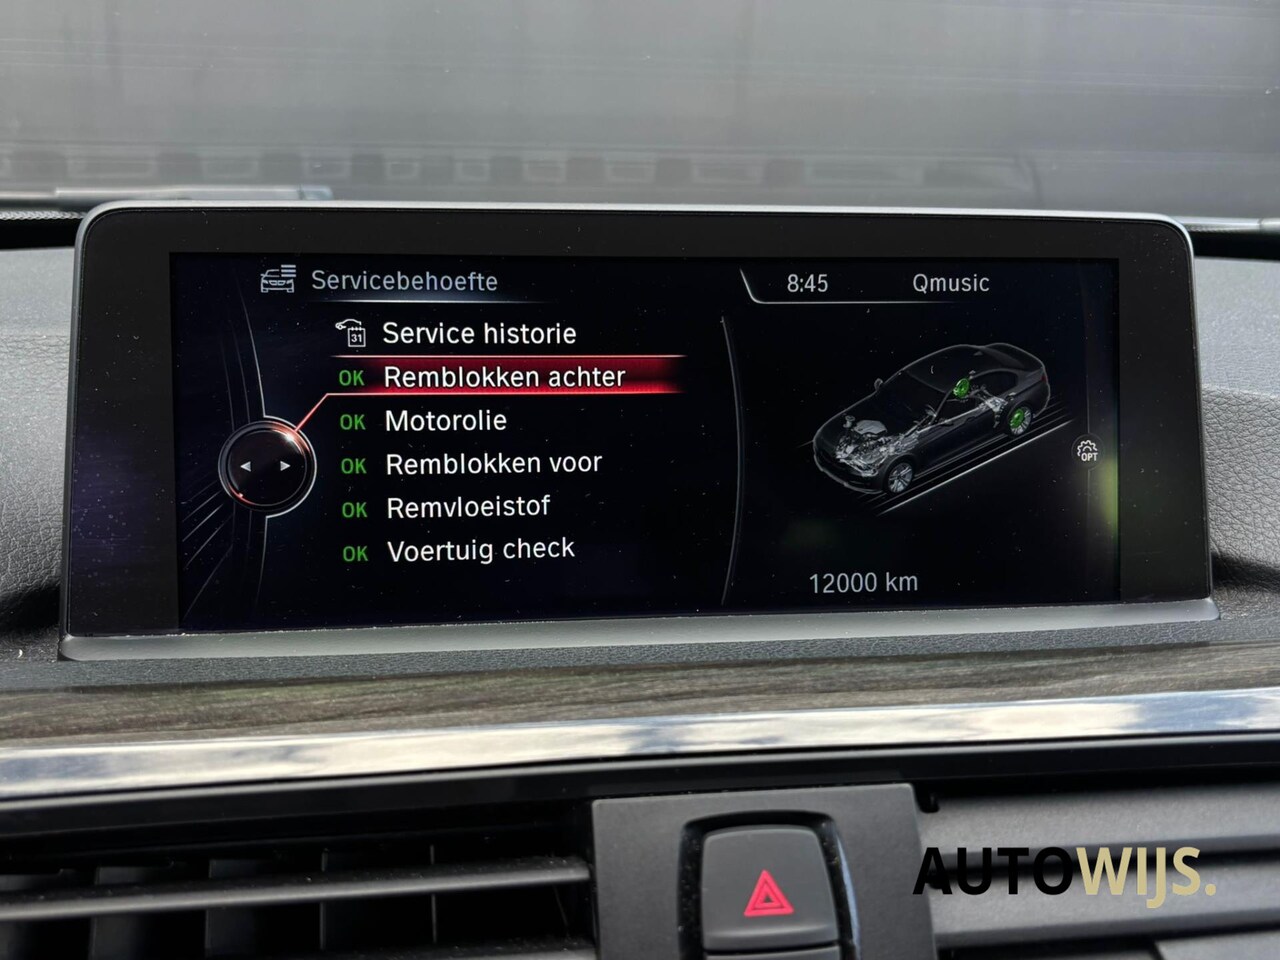 Servicebehoefte
8:45
Qmusic
31 Service historie
OK Remblokken achter
OK Motorolie
OK Remblokken voor
OK Remvloeistof
OK Voertuig check
OPT
12000 km
AUTOWIJS.